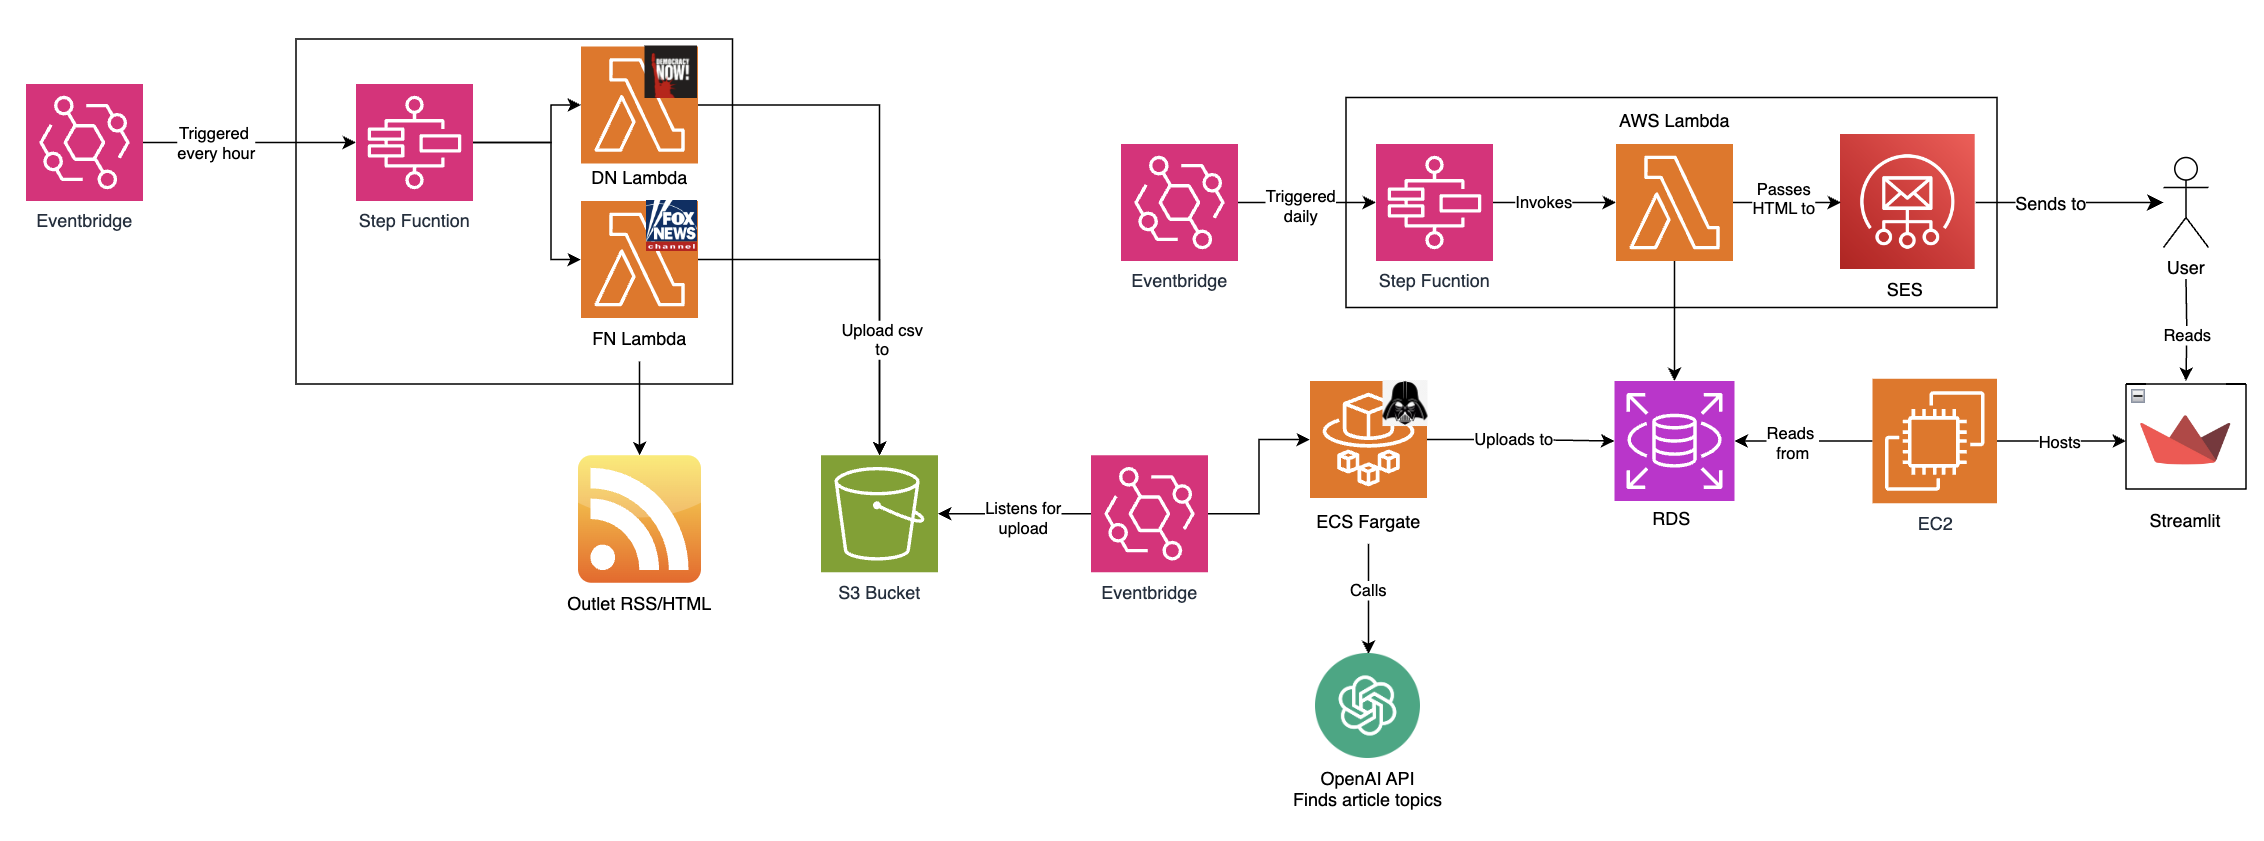 Eventbridge
Triggered
every hour
Step Fucntion
DEMOCRACY
NOW!
DN Lambda
FOX
NEWS
channel
FN Lambda
Outlet RSS/HTML
Upload csv
to
S3 Bucket
Listens for
upload
Eventbridge
Eventbridge
Triggered
daily
Step Fucntion
Invokes
AWS Lambda
Passes
HTML to
SES
Sends to
User
Reads
ECS Fargate
Uploads to
RDS
Reads
from
EC2
Hosts
Streamlit
Calls
OpenAI API
Finds article topics